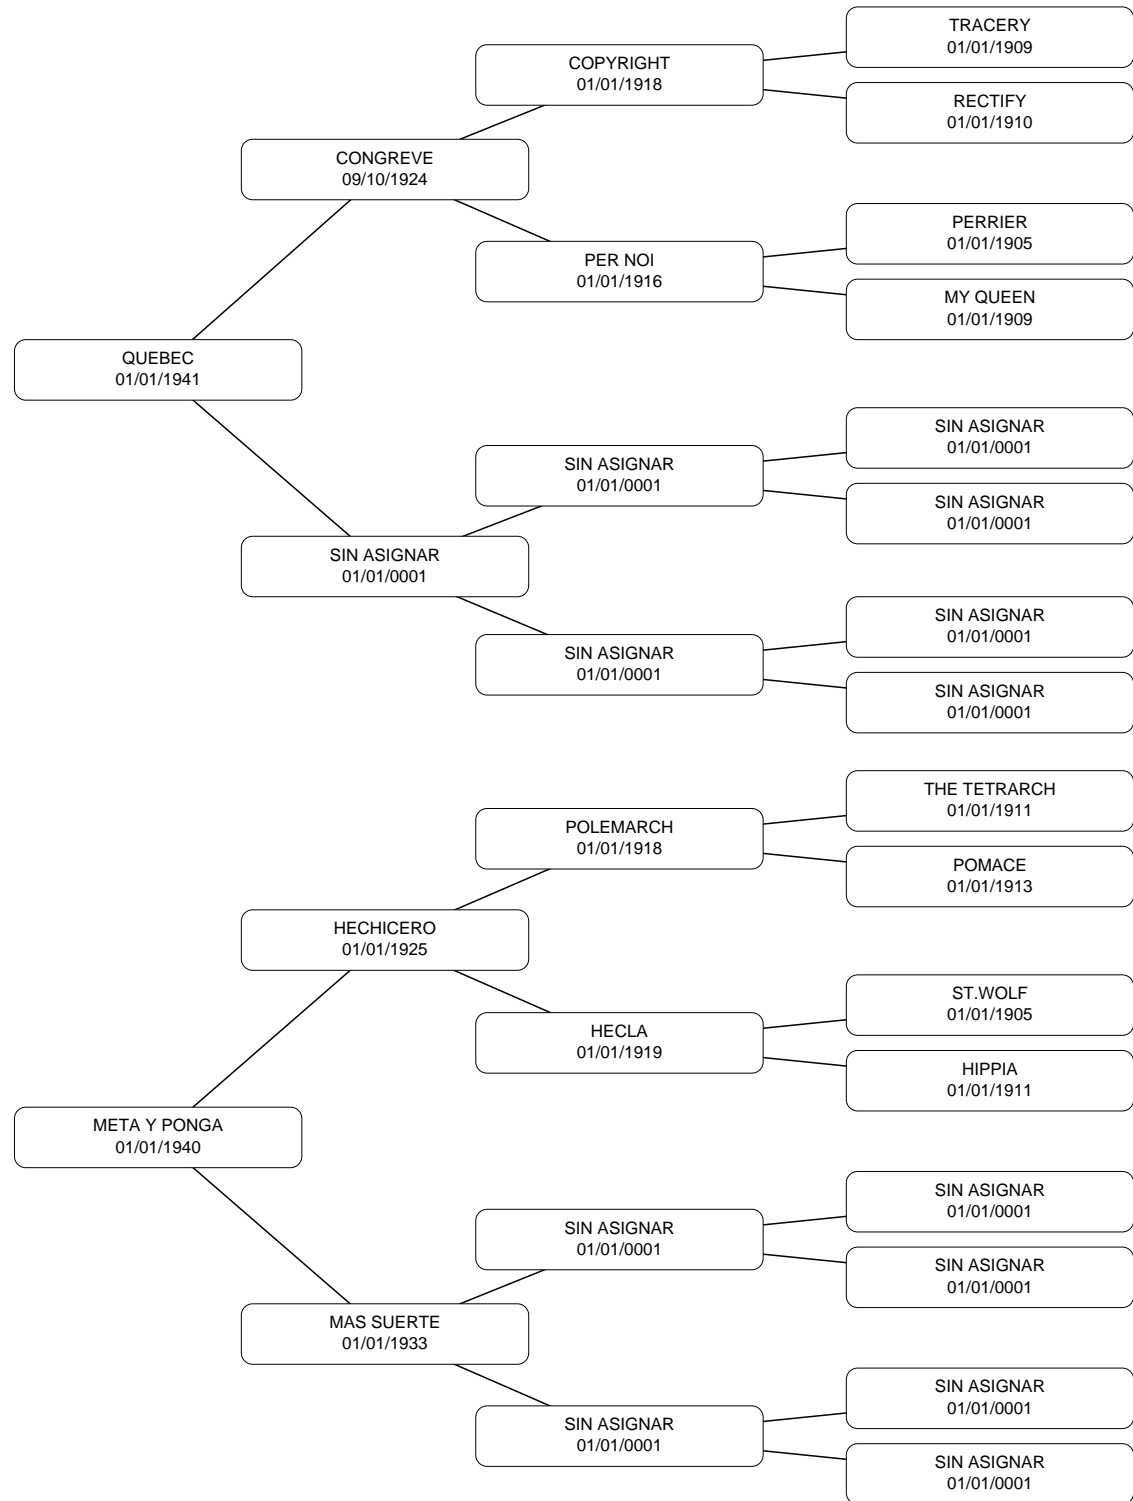 TRACERY
01/01/1909
COPYRIGHT
01/01/1918
RECTIFY
01/01/1910
CONGREVE
09/10/1924
PERRIER
01/01/1905
PER NOI
01/01/1916
MY QUEEN
01/01/1909
QUEBEC
01/01/1941
SIN ASIGNAR
01/01/0001
SIN ASIGNAR
01/01/0001
SIN ASIGNAR
01/01/0001
SIN ASIGNAR
01/01/0001
SIN ASIGNAR
01/01/0001
SIN ASIGNAR
01/01/0001
SIN ASIGNAR
01/01/0001
THE TETRARCH
01/01/1911
POLEMARCH
01/01/1918
POMACE
01/01/1913
HECHICERO
01/01/1925
ST.WOLF
01/01/1905
HECLA
01/01/1919
HIPPIA
01/01/1911
META Y PONGA
01/01/1940
SIN ASIGNAR
01/01/0001
SIN ASIGNAR
01/01/0001
SIN ASIGNAR
01/01/0001
MAS SUERTE
01/01/1933
SIN ASIGNAR
01/01/0001
SIN ASIGNAR
01/01/0001
SIN ASIGNAR
01/01/0001